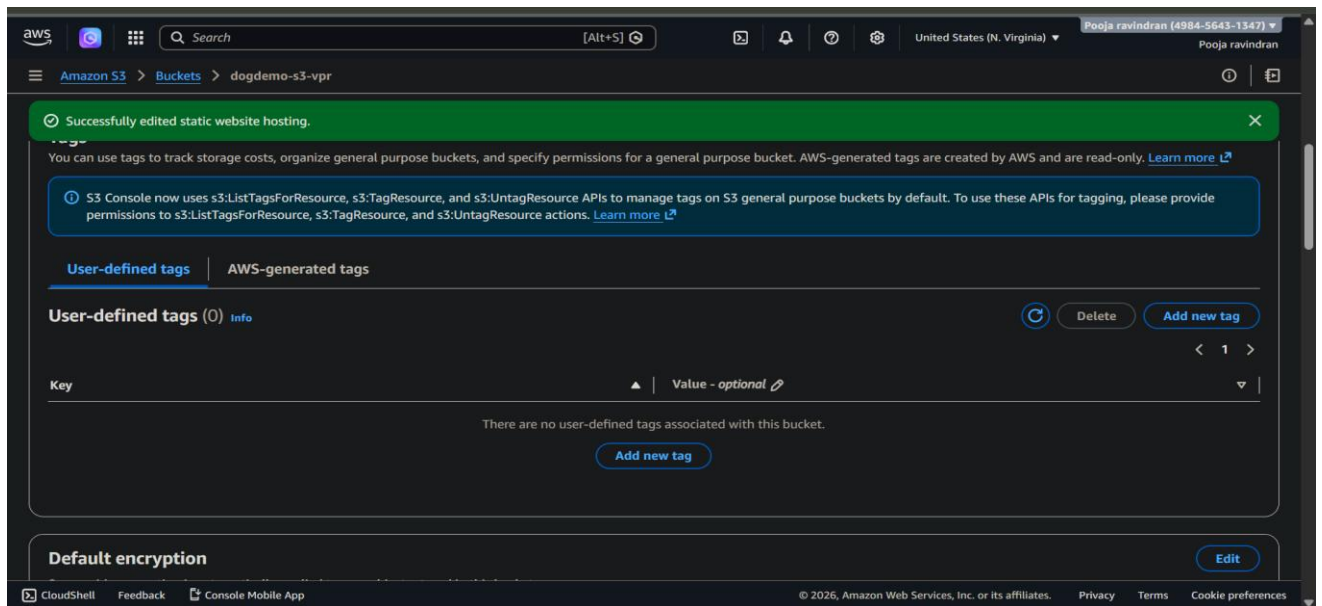 aws
Search [Alt+S]
United States (N. Virginia)
Pooja ravindran (4984-5643-1347)
Pooja ravindran
Amazon S3 > Buckets > dogdemo-s3-vpr
Successfully edited static website hosting.
Tags
You can use tags to track storage costs, organize general purpose buckets, and specify permissions for a general purpose bucket. AWS-generated tags are created by AWS and are read-only. Learn more
S3 Console now uses s3:ListTagsForResource, s3:TagResource, and s3:UntagResource APIs to manage tags on S3 general purpose buckets by default. To use these APIs for tagging, please provide
permissions to s3:ListTagsForResource, s3:TagResource, and s3:UntagResource actions. Learn more
User-defined tags AWS-generated tags
User-defined tags (0) Info
Delete Add new tag
< 1 >
Key Value - optional
There are no user-defined tags associated with this bucket.
Add new tag
Default encryption
Edit
CloudShell Feedback Console Mobile App © 2026, Amazon Web Services, Inc. or its affiliates. Privacy Terms Cookie preferences